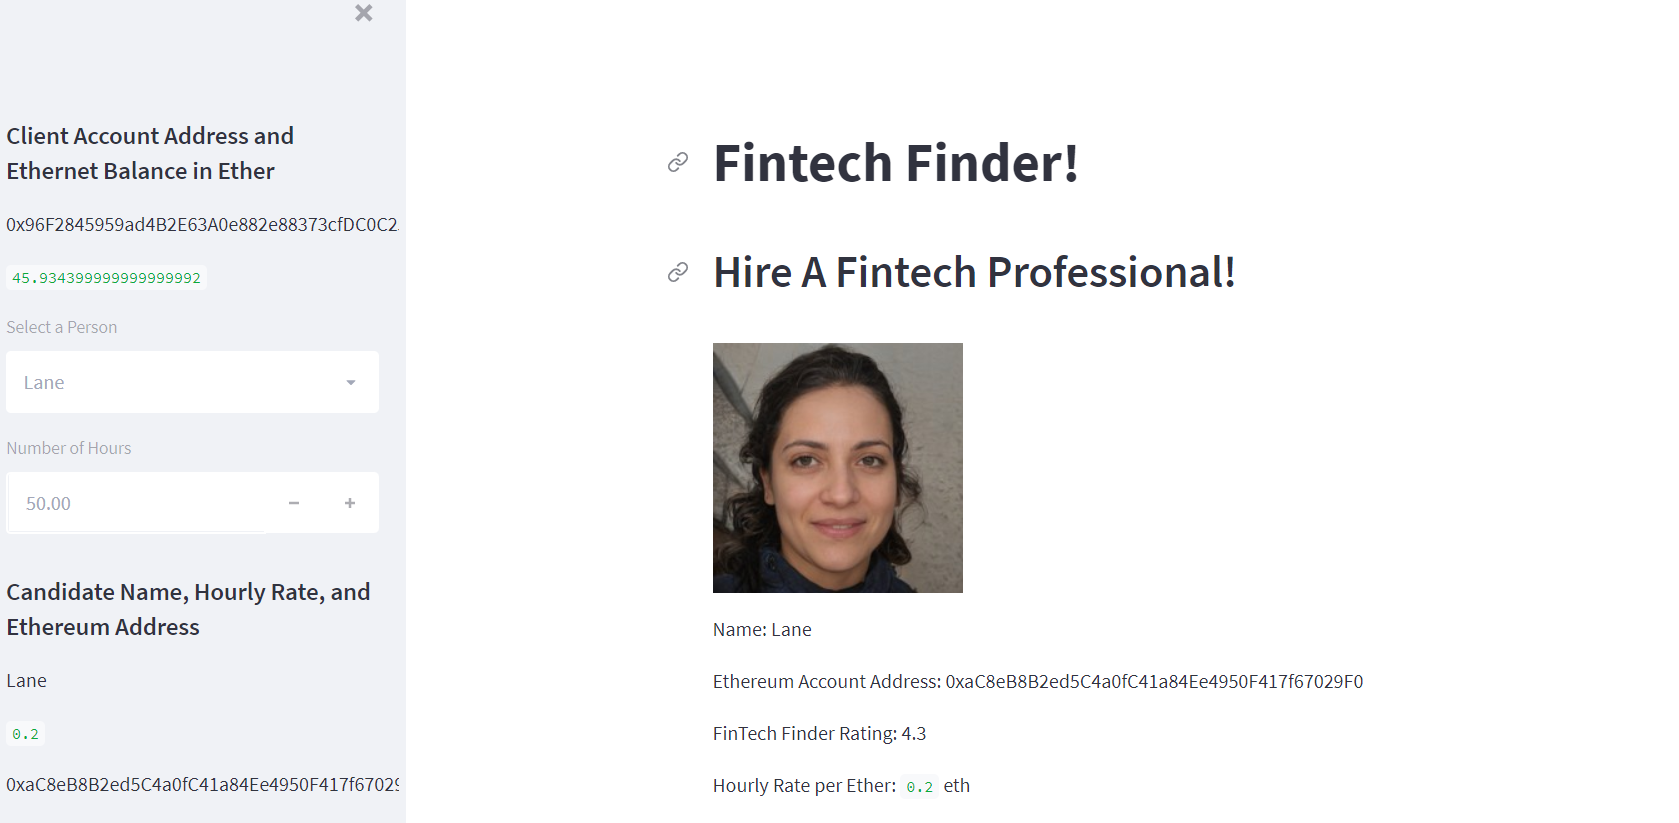 Client Account Address and
Ethernet Balance in Ether
0x96F2845959ad4B2E63A0e882e88373cfDC0C2
45.934399999999999992
Select a Person
Lane
Number of Hours
50.00
Candidate Name, Hourly Rate, and
Ethereum Address
Lane
0.2
0xaC8eB8B2ed5C4a0fC41a84Ee4950F417f6702
Fintech Finder!
Hire A Fintech Professional!
Name: Lane
Ethereum Account Address: 0xaC8eB8B2ed5C4a0fC41a84Ee4950F417f67029F0
FinTech Finder Rating: 4.3
Hourly Rate per Ether: 0.2 eth